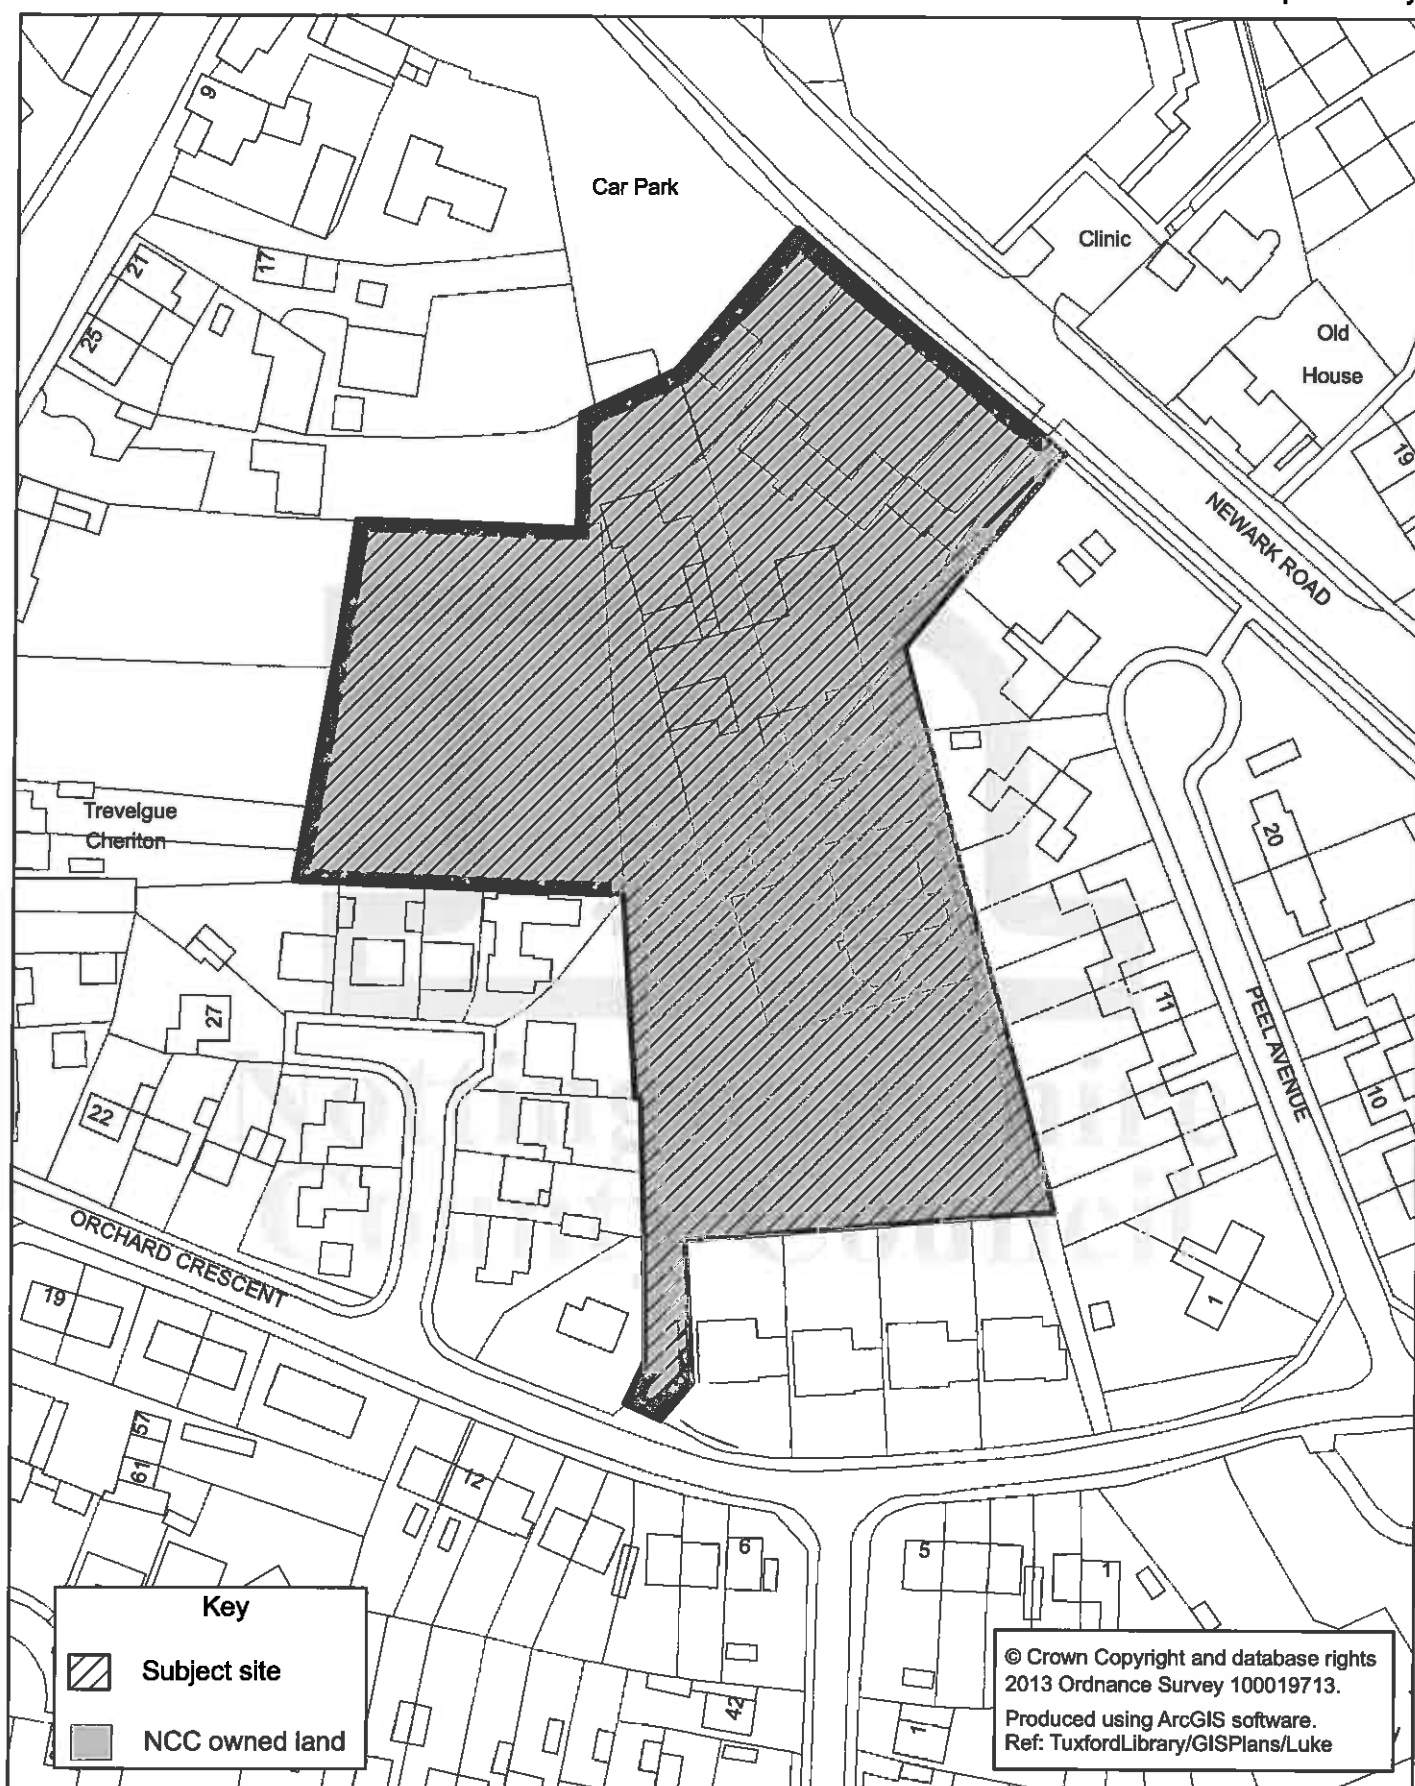 9
Car Park
Clinic
21
17
25
Old
House
19
NEWARK ROAD
Trevelgue
Cheriton
20
27
11
PEEL AVENUE
22
10
ORCHARD CRESCENT
19
1
57
61
12
6
5
1
Key
Subject site
NCC owned land
42
1
© Crown Copyright and database rights
2013 Ordnance Survey 100019713.
Produced using ArcGIS software.
Ref: TuxfordLibrary/GISPlans/Luke